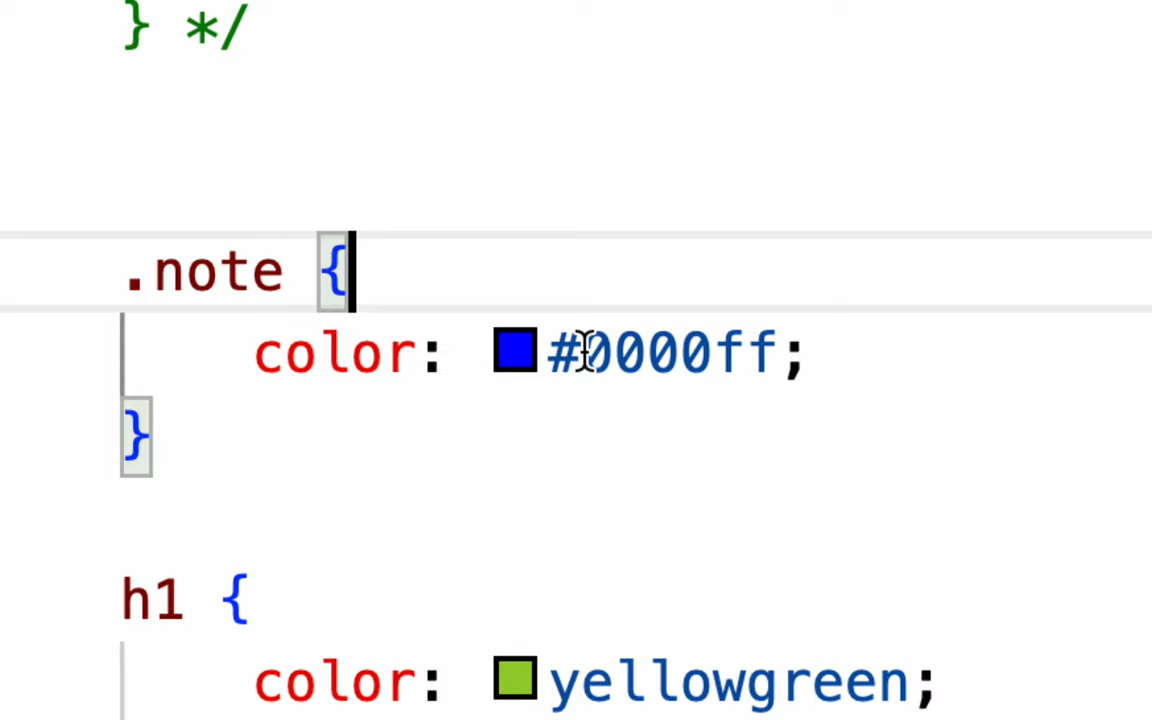 } */
.note {
color: #0000ff;
}
h1 {
color: yellowgreen;